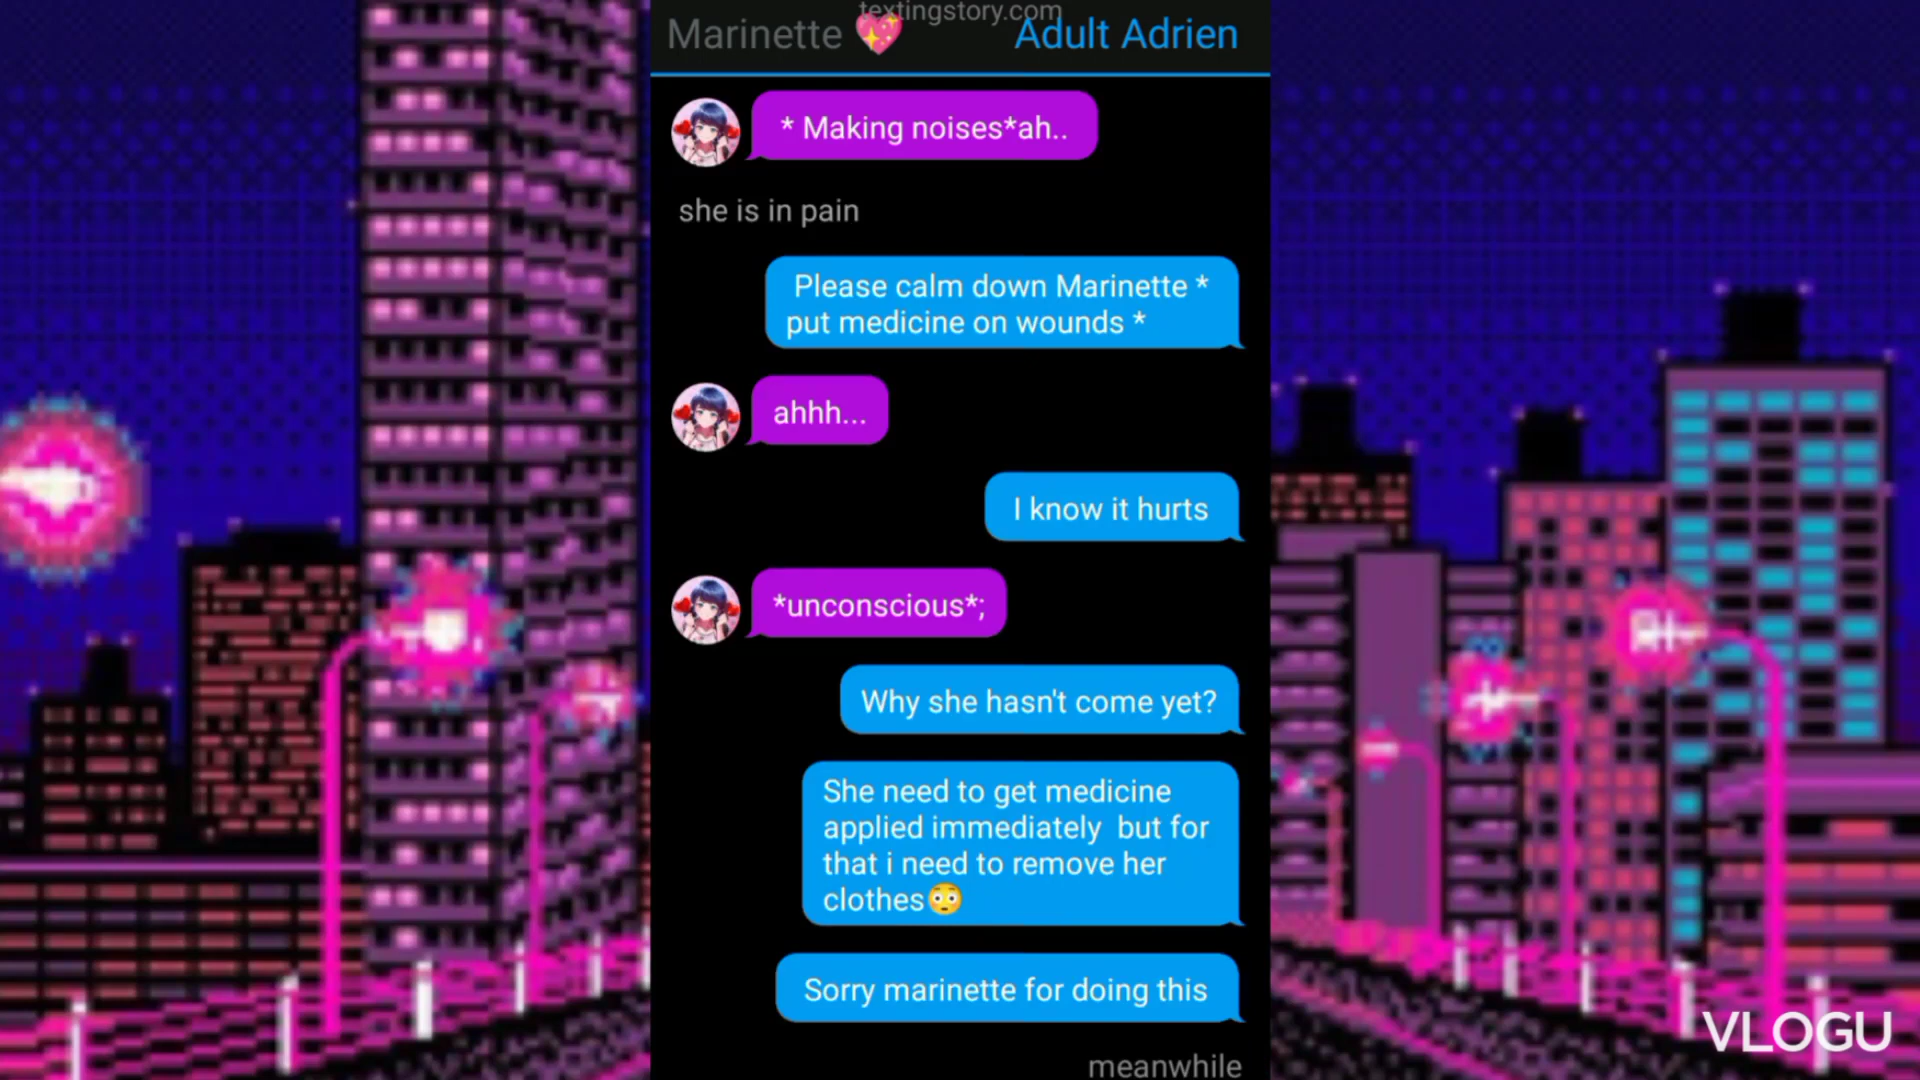 textingstory.com
Marinette 💖 Adult Adrien
* Making noises*ah..
she is in pain
Please calm down Marinette *
put medicine on wounds *
ahhh...
I know it hurts
*unconscious*;
Why she hasn't come yet?
She need to get medicine
applied immediately  but for
that i need to remove her
clothes😳
Sorry marinette for doing this
meanwhile
VLOGU